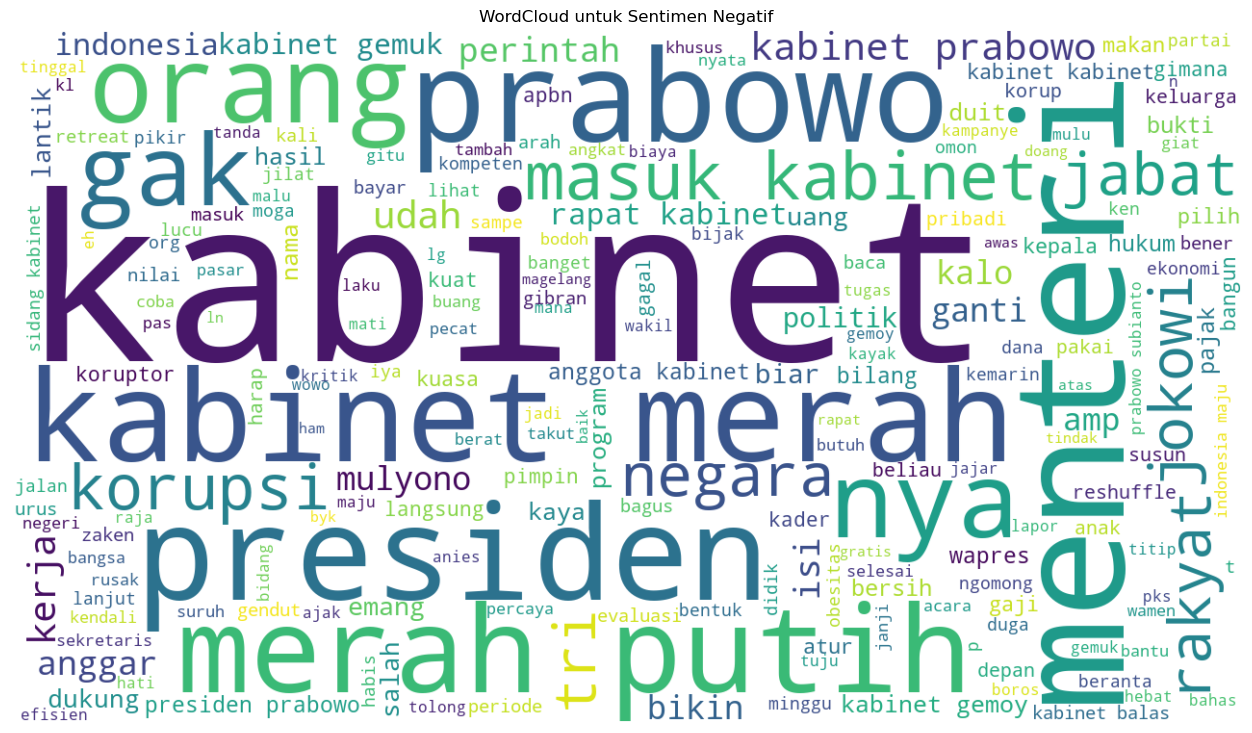 WordCloud untuk Sentimen Negatif
indonesia
kabinet gemuk
perintah
khusus
nyata
kabinet prabowo
makan
partai
tinggal
kl
orang
prabowo
apbn
kabinet kabinet
n
gimana
korup
keluarga
lantik
retreat
pikir
tanda
kali
gitu
tambah
arah
kompeten
angkat
biaya
duit
kampanye
omon
mulu
doang
bukti
giat
gak
hasil
jilat
malu
moga
bayar
lihat
masuk kabinet
jabat
menteri
sidang kabinet
eh
lucu
masuk
org
nama
udah
sampe
rapat kabinet
uang
bijak
pribadi
ken
pilih
awas
kepala
hukum
bener
nilai
pasar
coba
pas
ln
kabinet
laku
mati
lg
kuat
buang
pecat
bodoh
banget
magelang
gibran
mana
gagal
wakil
baca
tugas
politik
gemoy
kayak
kalo
ganti
ekonomi
bangun
dana
pakai
prabowo subianto
pajak
jokowi
koruptor
harap
kritik
wowo
iya
kuasa
anggota kabinet
biar
bilang
kemarin
atas
amp
kabinet merah
ham
berat
jadi
takut
baik
program
rapat
butuh
tindak
indonesia maju
jalan
urus
korupsi
mulyono
maju
pimpin
negara
beliau
jajar
susun
reshuffle
negeri
raja
byk
langsung
kaya
bagus
kader
nya
lapor
anak
rakyat
zaken
bangsa
rusak
lanjut
kendali
kerja
presiden
bidang
anies
isi
gratis
selesai
obesitas
bersih
wapres
ngomong
titip
t
pks
wamen
suruh
gendut
ajak
emang
percaya
evaluasi
bentuk
didik
janji
acara
gaji
duga
sekretaris
anggar
hati
merah putih
tri
atur
tuju
p
depan
gemuk
bantu
boros
beranta
hebat
bahas
dukung
efisien
presiden prabowo
habis
salah
tolong
periode
bikin
minggu
kabinet gemoy
kabinet balas